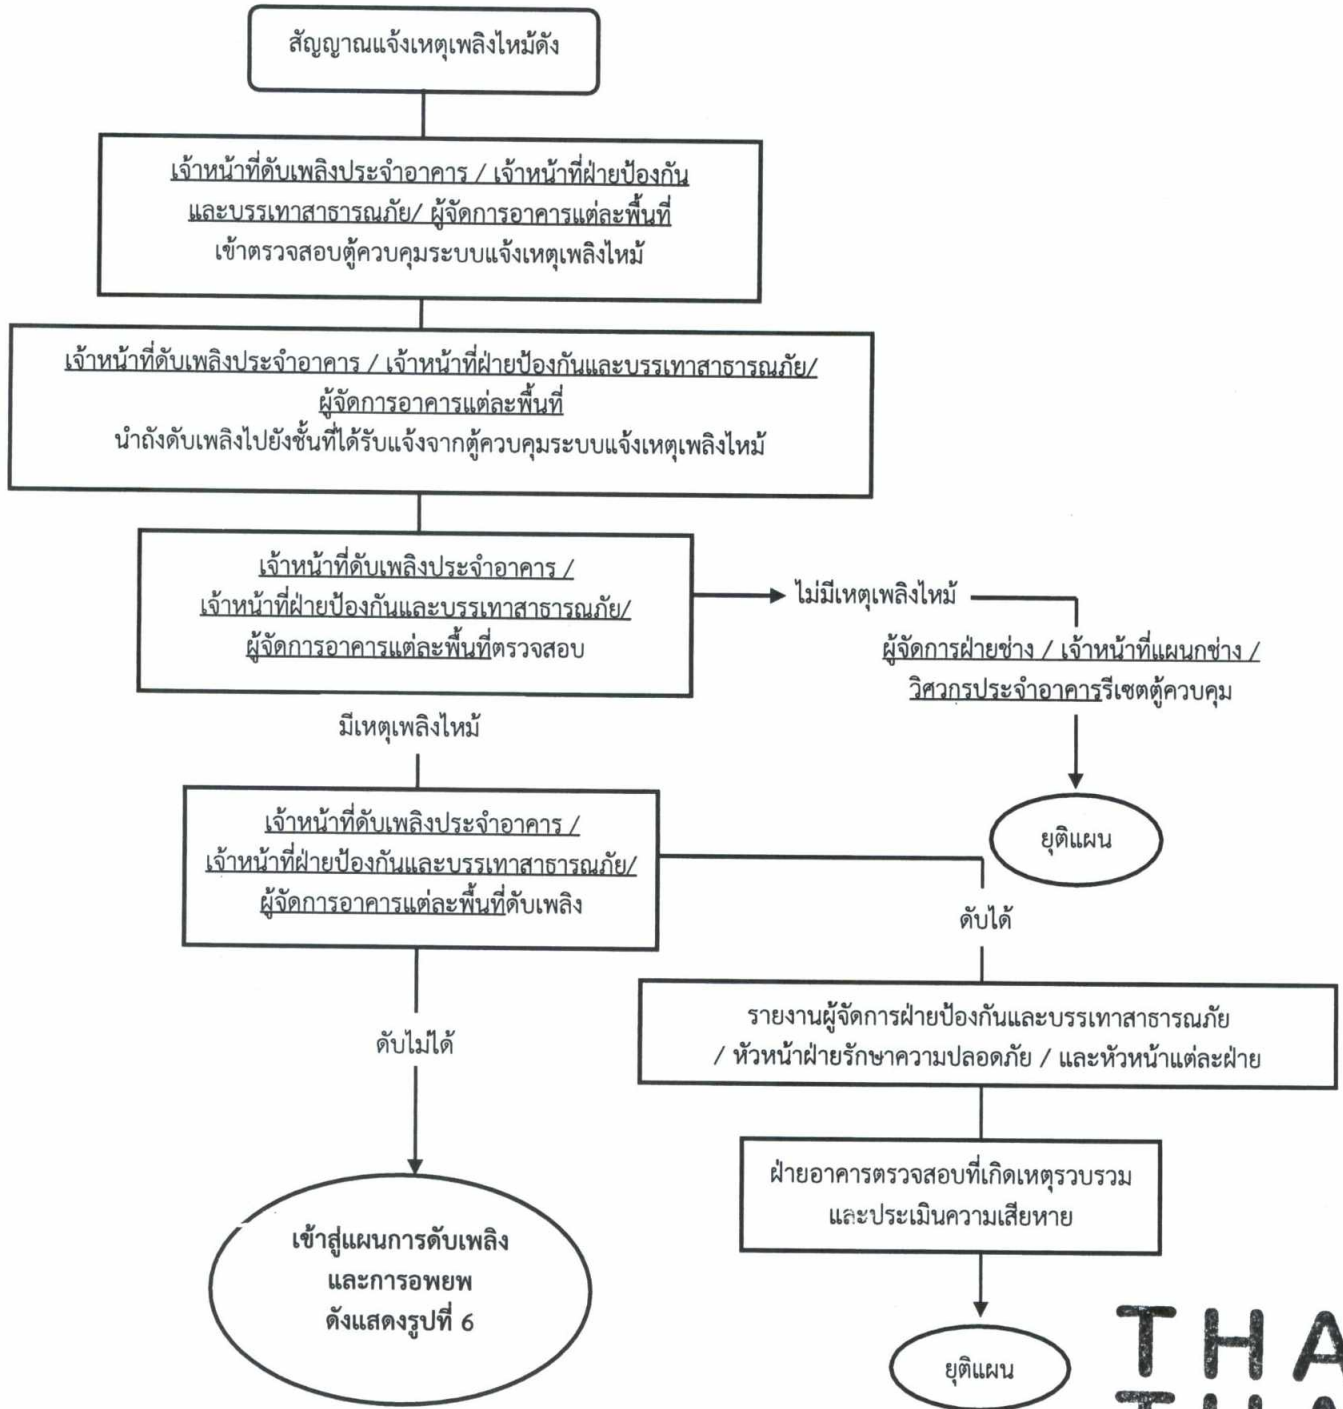 สัญญาณแจ้งเหตุเพลิงไหม้ดัง
เจ้าหน้าที่ดับเพลิงประจำอาคาร / เจ้าหน้าที่ฝ่ายป้องกัน
และบรรเทาสาธารณภัย/ ผู้จัดการอาคารแต่ละพื้นที่
เข้าตรวจสอบตู้ควบคุมระบบแจ้งเหตุเพลิงไหม้
เจ้าหน้าที่ดับเพลิงประจำอาคาร / เจ้าหน้าที่ฝ่ายป้องกันและบรรเทาสาธารณภัย/
ผู้จัดการอาคารแต่ละพื้นที่
นำถังดับเพลิงไปยังชั้นที่ได้รับแจ้งจากตู้ควบคุมระบบแจ้งเหตุเพลิงไหม้
เจ้าหน้าที่ดับเพลิงประจำอาคาร /
เจ้าหน้าที่ฝ่ายป้องกันและบรรเทาสาธารณภัย/
ผู้จัดการอาคารแต่ละพื้นที่ตรวจสอบ
ไม่มีเหตุเพลิงไหม้
ผู้จัดการฝ่ายช่าง / เจ้าหน้าที่แผนกช่าง /
วิศวกรประจำอาคารรีเซตตู้ควบคุม
ยุติแผน
มีเหตุเพลิงไหม้
เจ้าหน้าที่ดับเพลิงประจำอาคาร /
เจ้าหน้าที่ฝ่ายป้องกันและบรรเทาสาธารณภัย/
ผู้จัดการอาคารแต่ละพื้นที่ดับเพลิง
ดับได้
รายงานผู้จัดการฝ่ายป้องกันและบรรเทาสาธารณภัย
/ หัวหน้าฝ่ายรักษาความปลอดภัย / และหัวหน้าแต่ละฝ่าย
ฝ่ายอาคารตรวจสอบที่เกิดเหตุรวบรวม
และประเมินความเสียหาย
ยุติแผน
ดับไม่ได้
เข้าสู่แผนการดับเพลิง
และการอพยพ
ดังแสดงรูปที่ 6
THA
THA